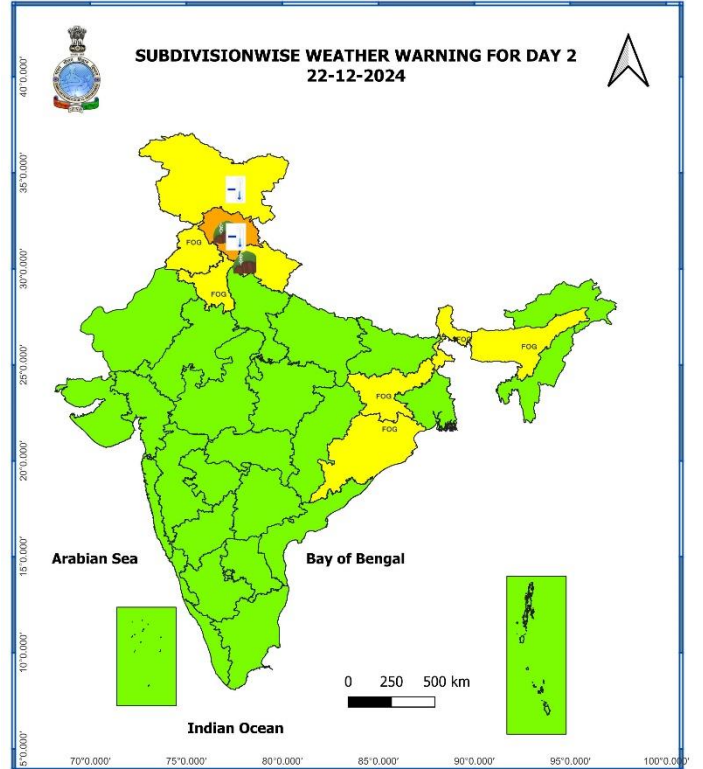 SUBDIVISIONWISE WEATHER WARNING FOR DAY 2
22-12-2024
40°0.000'
35°0.000'
30°0.000'
25°0.000'
20°0.000'
15°0.000'
10°0.000'
5°0.000'
FOG
FOG
FOG
FOG
FOG
FOG
Arabian Sea
Bay of Bengal
0 250 500 km
Indian Ocean
70°0.000' 75°0.000' 80°0.000' 85°0.000' 90°0.000' 95°0.000' 100°0.000'